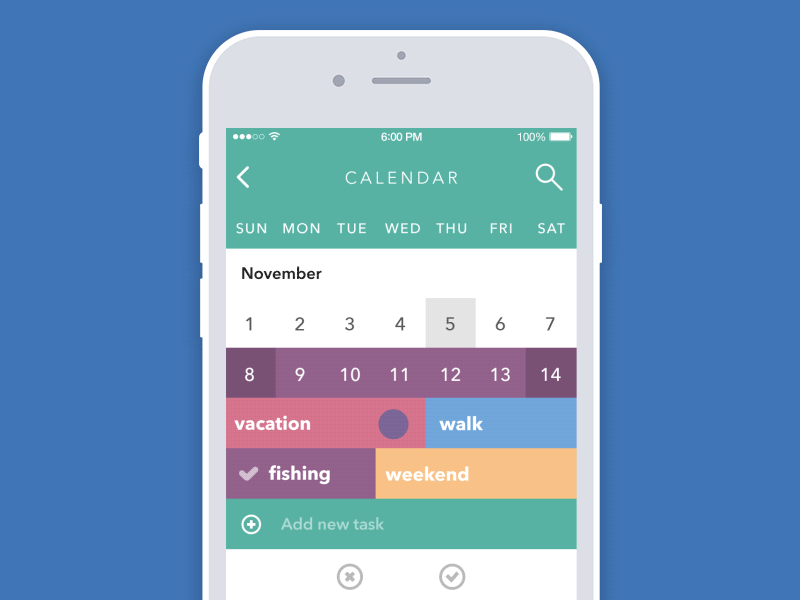 6:00 PM 100%
CALENDAR
SUN MON TUE WED THU FRI SAT
November
1 2 3 4 5 6 7
8 9 10 11 12 13 14
vacation walk
fishing weekend
Add new task